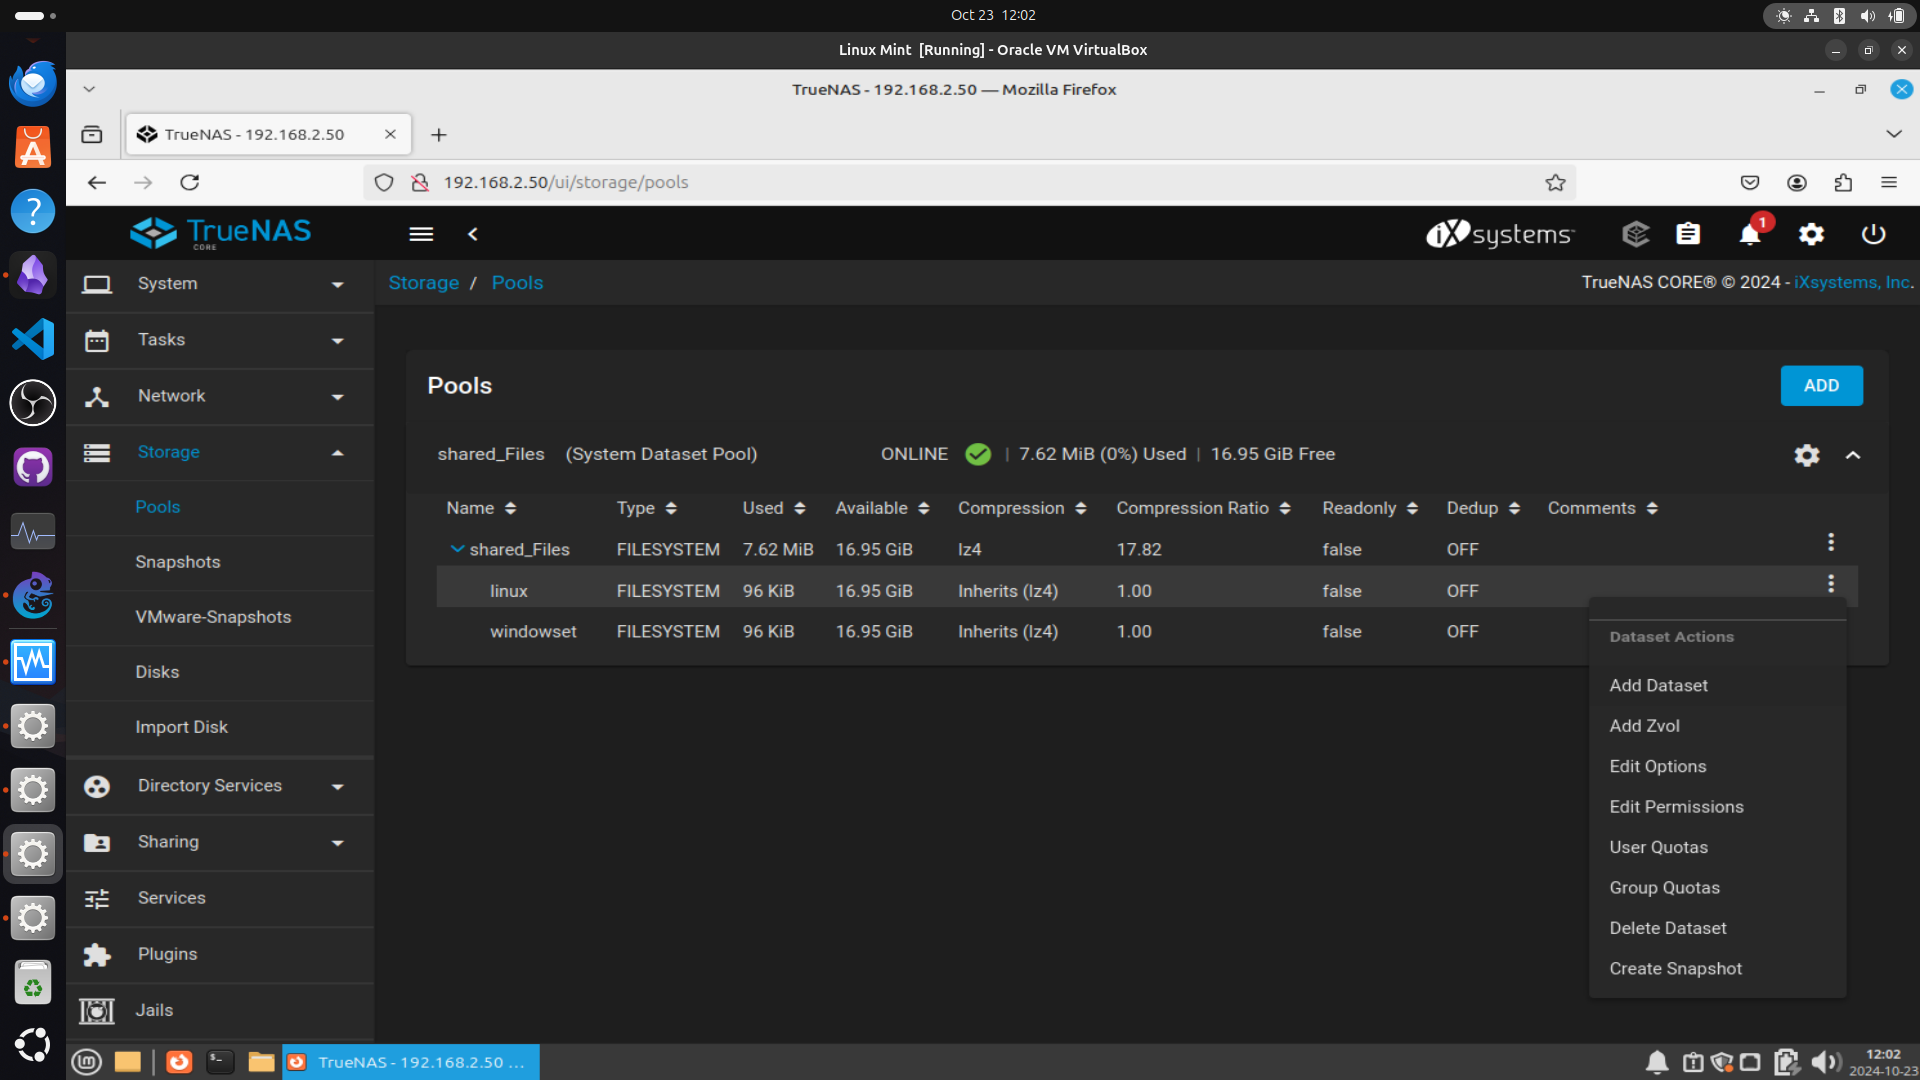 Oct 23 12:02
Linux Mint [Running] - Oracle VM VirtualBox
TrueNAS - 192.168.2.50 — Mozilla Firefox
TrueNAS - 192.168.2.50
192.168.2.50/ui/storage/pools
TrueNAS
CORE
iXsystems
1
Storage / Pools
TrueNAS CORE® © 2024 - iXsystems, Inc.
System
Tasks
Network
Storage
Pools
Snapshots
VMware-Snapshots
Disks
Import Disk
Directory Services
Sharing
Services
Plugins
Jails
Pools
ADD
shared_Files (System Dataset Pool) ONLINE | 7.62 MiB (0%) Used | 16.95 GiB Free
Name Type Used Available Compression Compression Ratio Readonly Dedup Comments
shared_Files FILESYSTEM 7.62 MiB 16.95 GiB lz4 17.82 false OFF
linux FILESYSTEM 96 KiB 16.95 GiB Inherits (lz4) 1.00 false OFF
windowset FILESYSTEM 96 KiB 16.95 GiB Inherits (lz4) 1.00 false OFF
Dataset Actions
Add Dataset
Add Zvol
Edit Options
Edit Permissions
User Quotas
Group Quotas
Delete Dataset
Create Snapshot
TrueNAS - 192.168.2.50 ...
12:02
2024-10-23